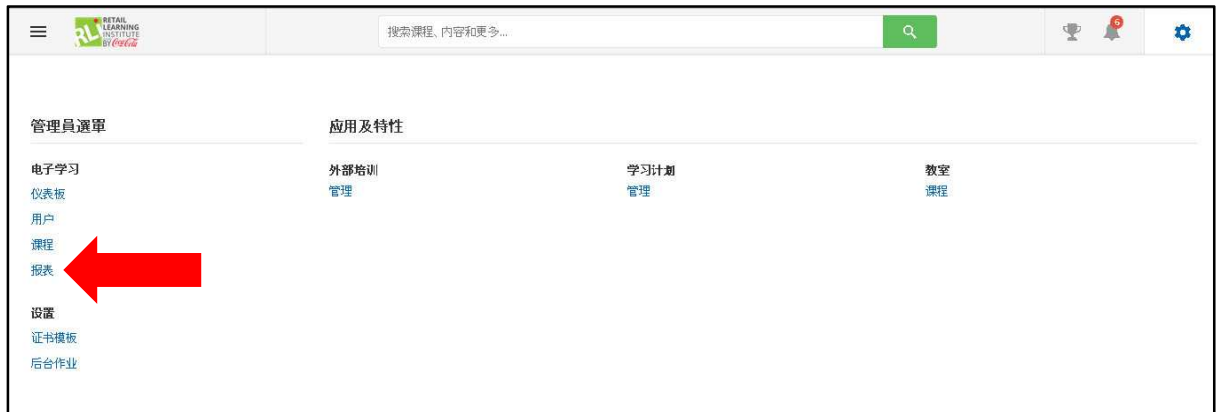 RETAIL
LEARNING
INSTITUTE
BY Coca-Cola
RLI
搜索课程、内容和更多...
6
管理員選單
应用及特性
电子学习
仪表板
用户
课程
报表
设置
证书模板
后台作业
外部培训
管理
学习计划
管理
教室
课程